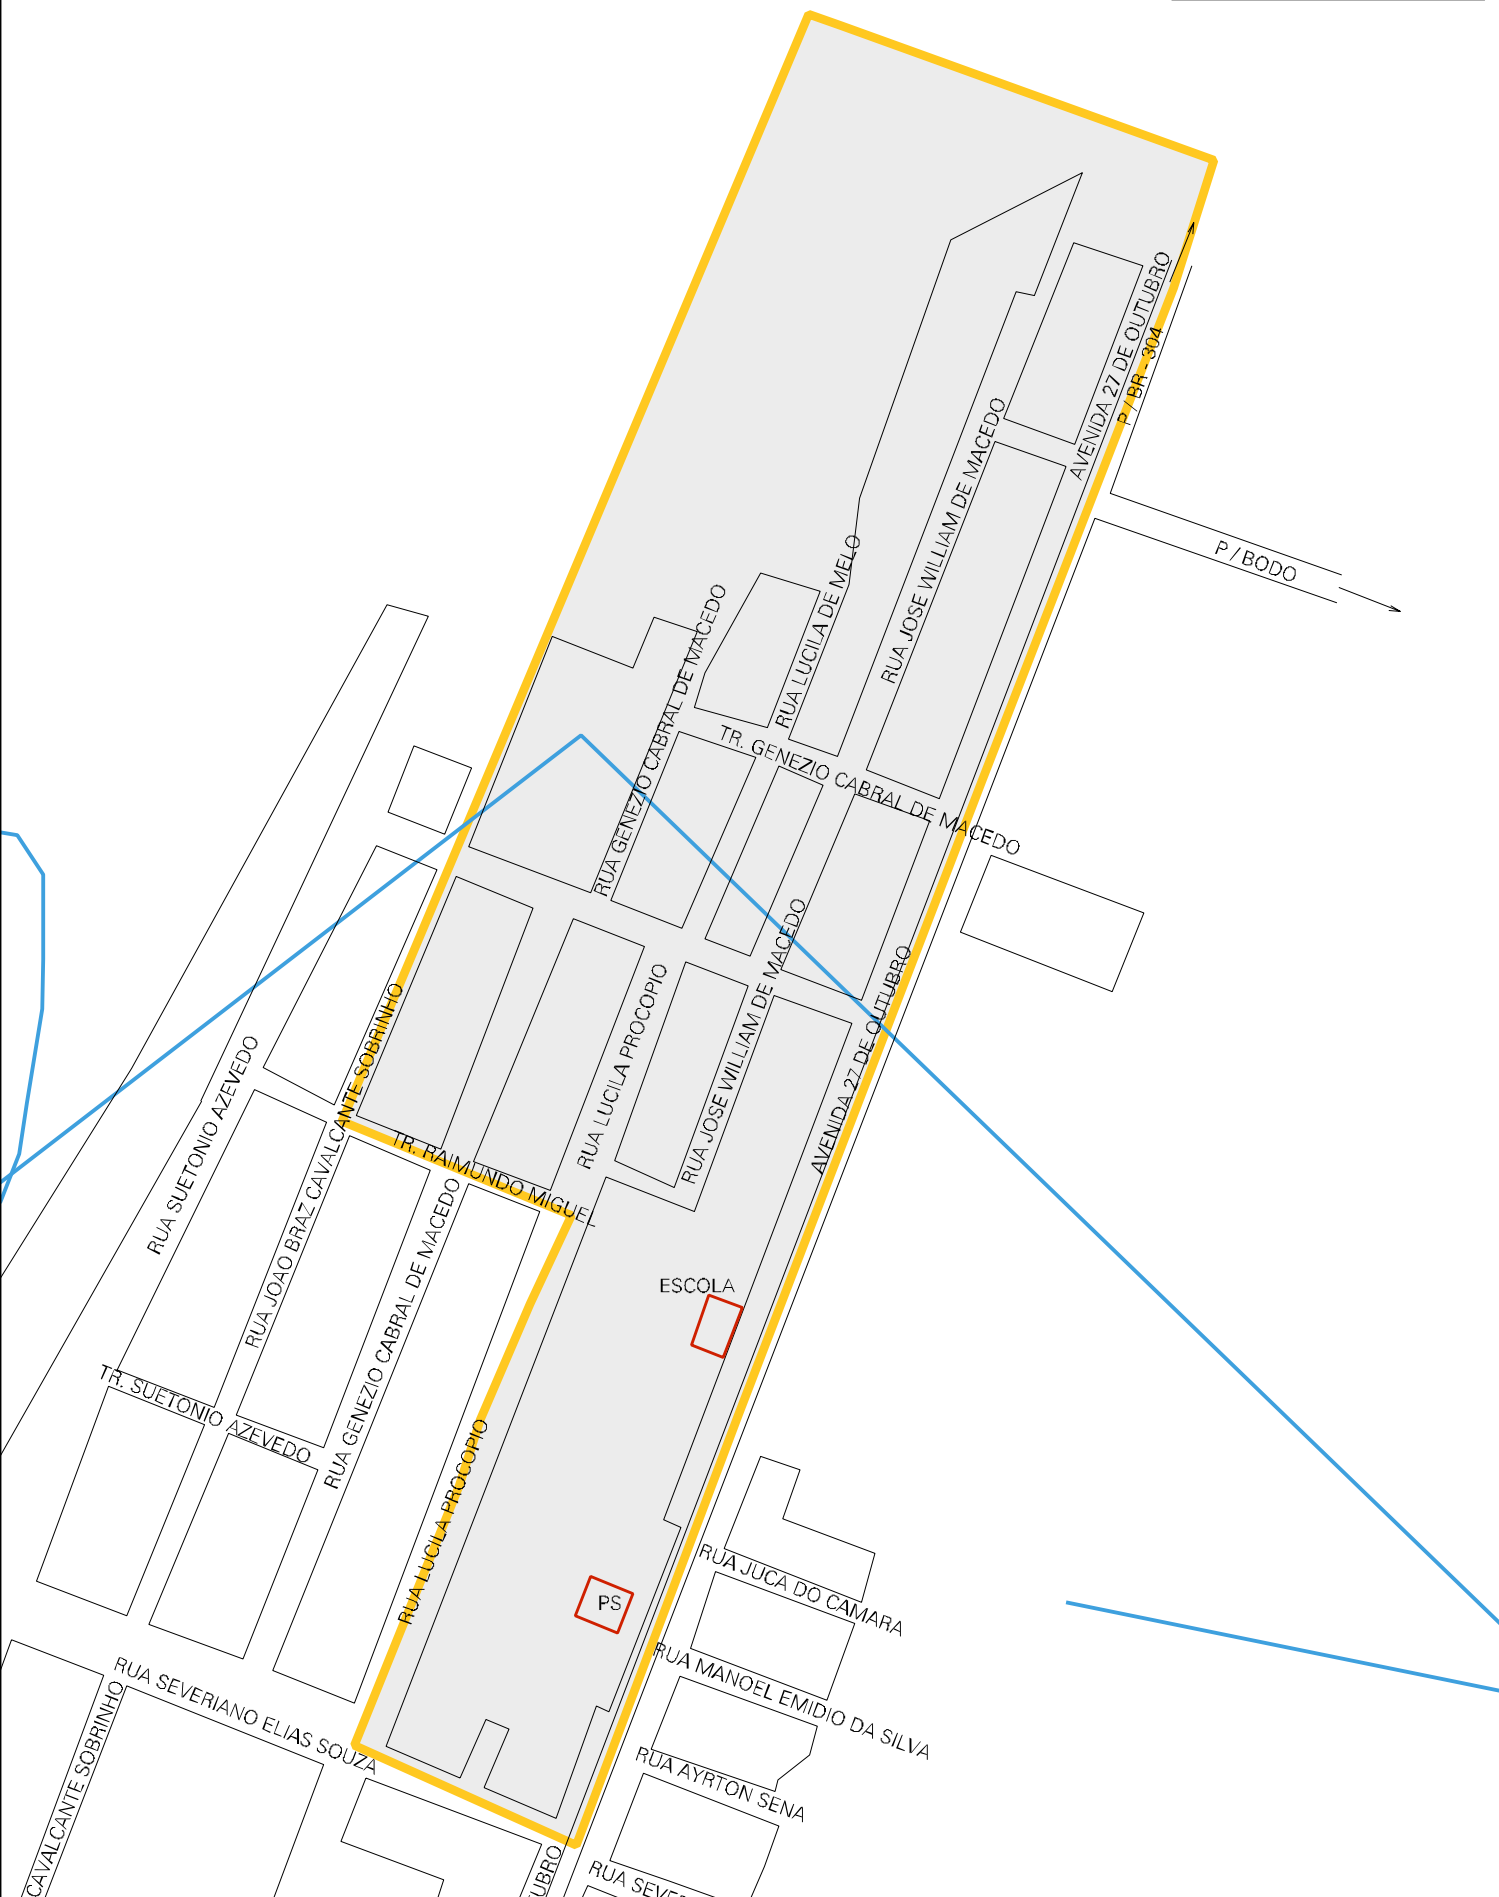 AVENIDA 27 DE OUTUBRO
P / BR - 304
P / BODO
RUA JOSE WILLIAM DE MACEDO
RUA LUCILA DE MELO
RUA GENEZIO CABRAL DE MACEDO
TR. GENEZIO CABRAL DE MACEDO
RUA LUCILA PROCOPIO
RUA JOSE WILLIAM DE MACEDO
AVENIDA 27 DE OUTUBRO
RUA SUETONIO AZEVEDO
RUA JOAO BRAZ CAVALCANTE SOBRINHO
TR. RAIMUNDO MIGUEL
RUA GENEZIO CABRAL DE MACEDO
ESCOLA
TR. SUETONIO AZEVEDO
RUA LUCILA PROCOPIO
PS
RUA JUCA DO CAMARA
RUA MANOEL EMIDIO DA SILVA
RUA SEVERIANO ELIAS SOUZA
CAVALCANTE SOBRINHO
RUA AYRTON SENA
UBRO
RUA SEVE